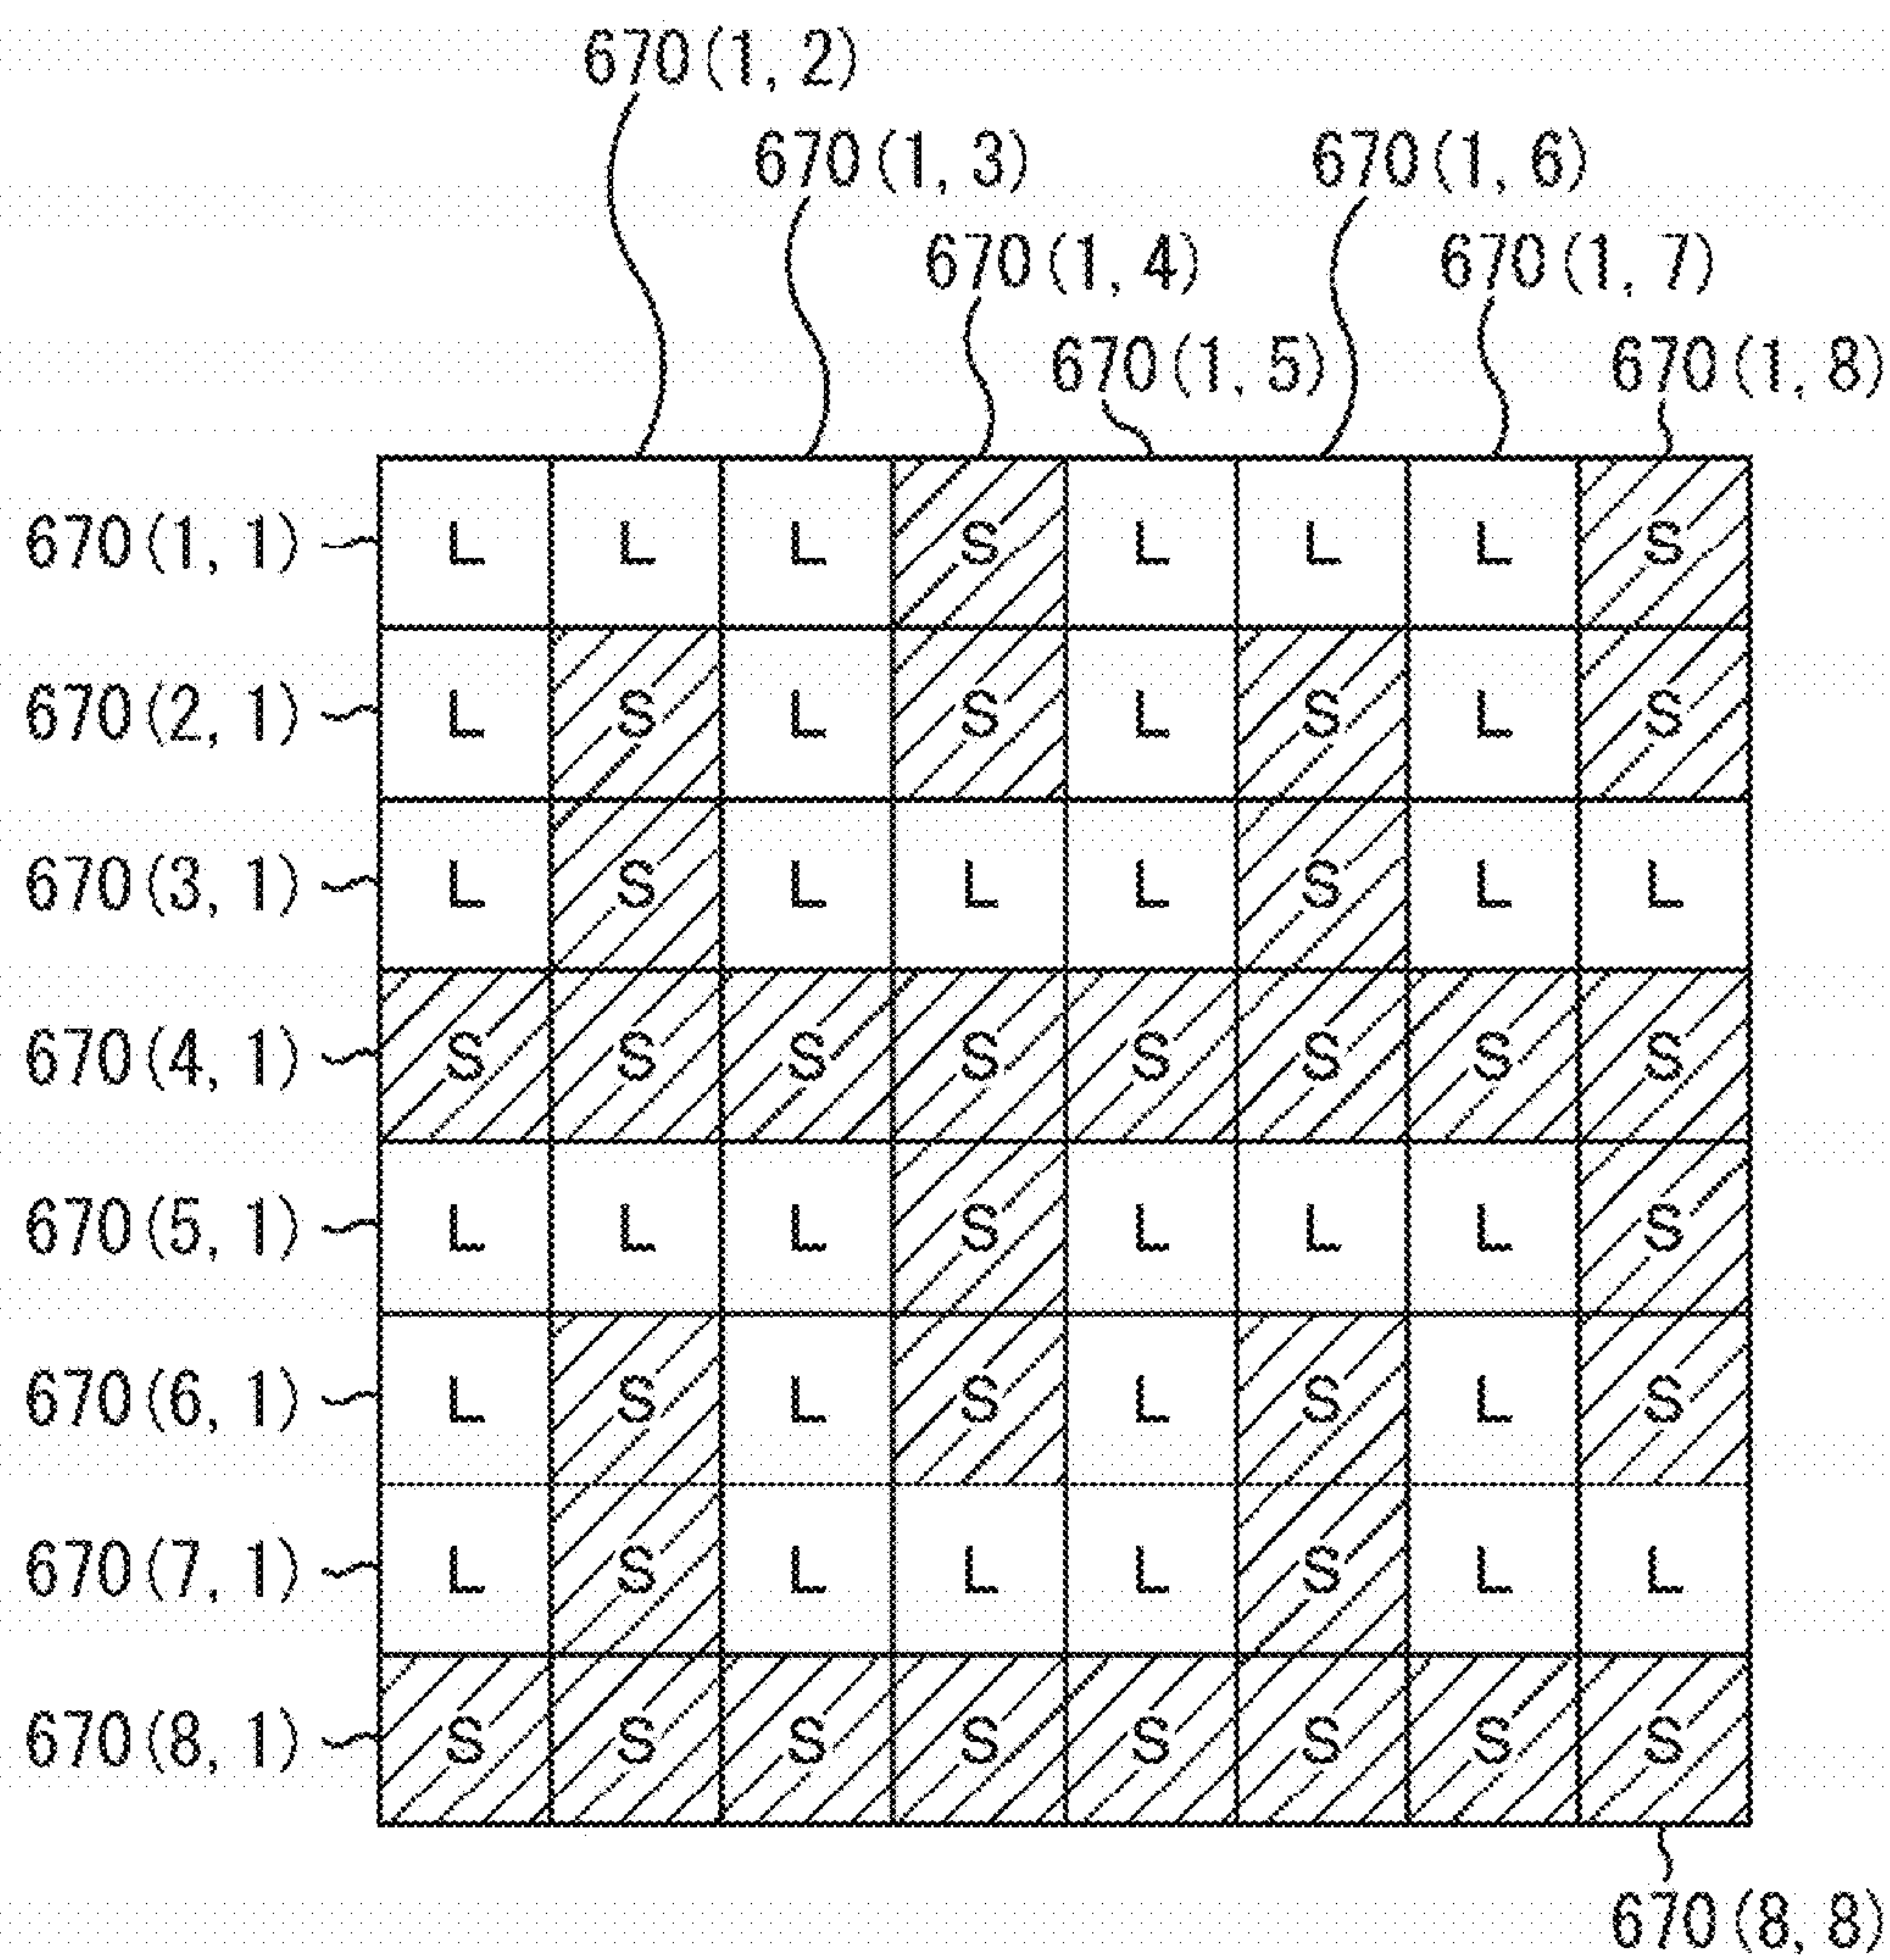 670(1, 2)
670(1, 3) 670(1, 6)
670(1, 4) 670(1, 7)
670(1, 5) 670(1, 8)
670(1, 1) L L L S L L L S
670(2, 1) L S L S L S L S
670(3, 1) L S L L L S L L
670(4, 1) S S S S S S S S
670(5, 1) L L L S L L L S
670(6, 1) L S L S L S L S
670(7, 1) L S L L L S L L
670(8, 1) S S S S S S S S
670(8, 8)